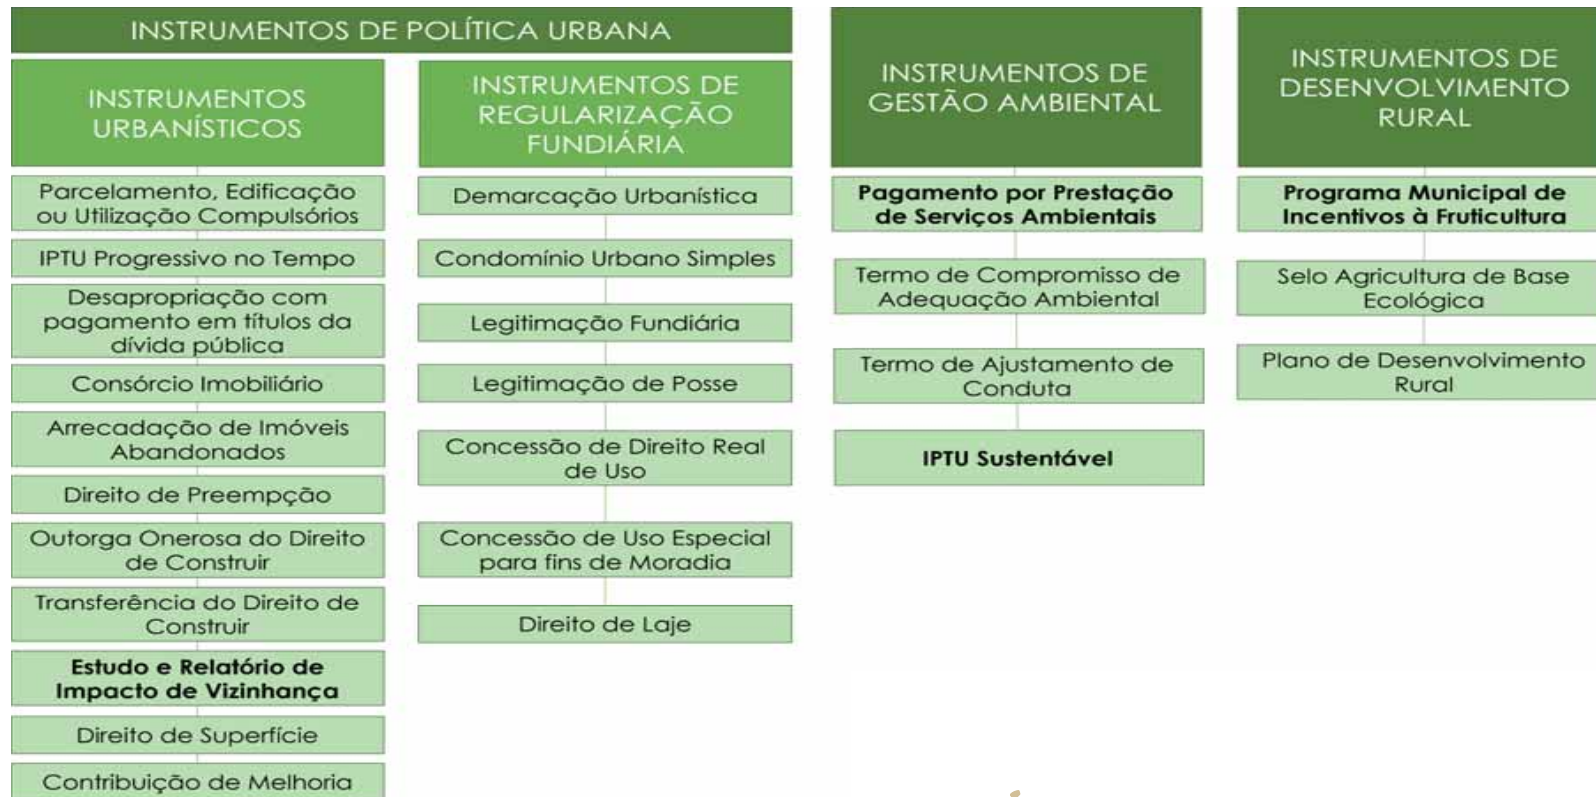 INSTRUMENTOS DE POLÍTICA URBANA
INSTRUMENTOS
URBANÍSTICOS
Parcelamento, Edificação
ou Utilização Compulsórios
IPTU Progressivo no Tempo
Desapropriação com
pagamento em títulos da
dívida pública
Consórcio Imobiliário
Arrecadação de Imóveis
Abandonados
Direito de Preempção
Outorga Onerosa do Direito
de Construir
Transferência do Direito de
Construir
Estudo e Relatório de
Impacto de Vizinhança
Direito de Superfície
Contribuição de Melhoria
INSTRUMENTOS DE
REGULARIZAÇÃO
FUNDIÁRIA
Demarcação Urbanística
Condomínio Urbano Simples
Legitimação Fundiária
Legitimação de Posse
Concessão de Direito Real
de Uso
Concessão de Uso Especial
para fins de Moradia
Direito de Laje
INSTRUMENTOS DE
GESTÃO AMBIENTAL
Pagamento por Prestação
de Serviços Ambientais
Termo de Compromisso de
Adequação Ambiental
Termo de Ajustamento de
Conduta
IPTU Sustentável
INSTRUMENTOS DE
DESENVOLVIMENTO
RURAL
Programa Municipal de
Incentivos à Fruticultura
Selo Agricultura de Base
Ecológica
Plano de Desenvolvimento
Rural